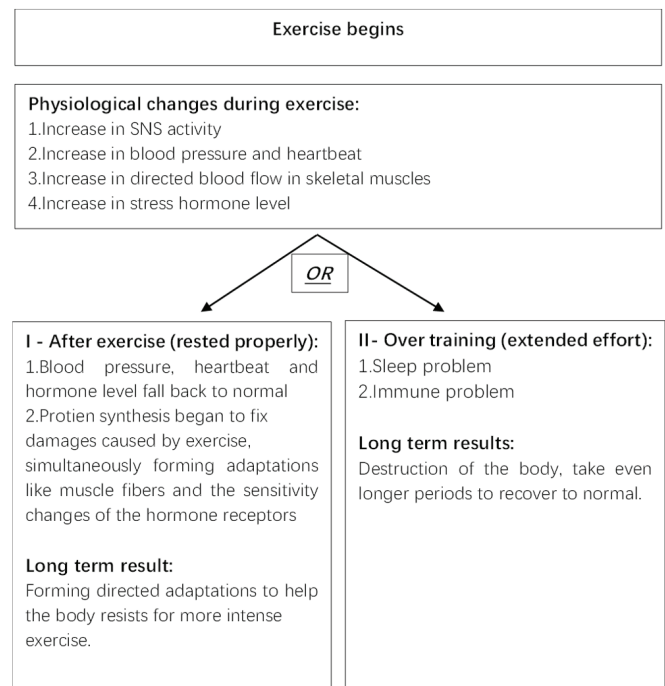 Exercise begins
Physiological changes during exercise:
1.Increase in SNS activity
2.Increase in blood pressure and heartbeat
3.Increase in directed blood flow in skeletal muscles
4.Increase in stress hormone level
OR
I - After exercise (rested properly):
1.Blood pressure, heartbeat and
hormone level fall back to normal
2.Protien synthesis began to fix
damages caused by exercise,
simultaneously forming adaptations
like muscle fibers and the sensitivity
changes of the hormone receptors
Long term result:
Forming directed adaptations to help
the body resists for more intense
exercise.
II- Over training (extended effort):
1.Sleep problem
2.Immune problem
Long term results:
Destruction of the body, take even
longer periods to recover to normal.